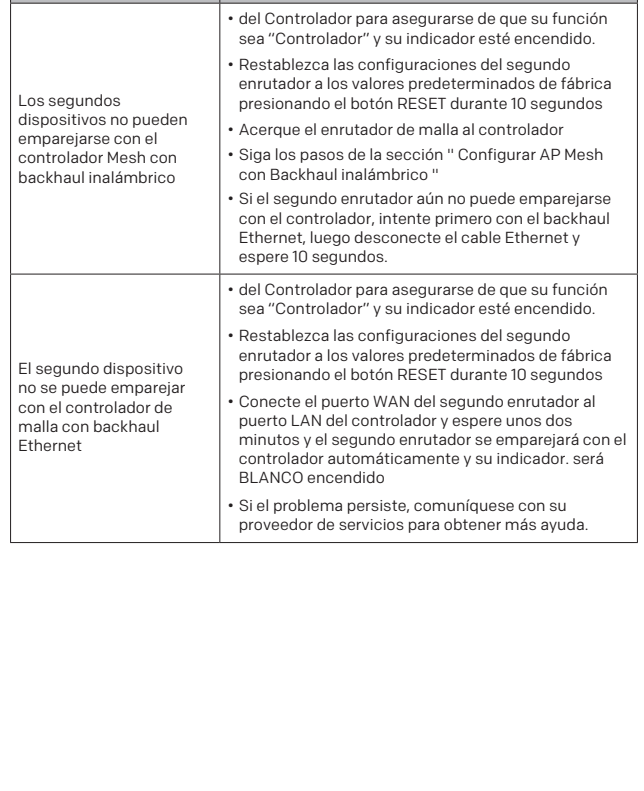 Los segundos
dispositivos no pueden
emparejarse con el
controlador Mesh con
backhaul inalámbrico
• del Controlador para asegurarse de que su función
sea "Controlador" y su indicador esté encendido.
• Restablezca las configuraciones del segundo
enrutador a los valores predeterminados de fábrica
presionando el botón RESET durante 10 segundos
• Acerque el enrutador de malla al controlador
• Siga los pasos de la sección " Configurar AP Mesh
con Backhaul inalámbrico "
• Si el segundo enrutador aún no puede emparejarse
con el controlador, intente primero con el backhaul
Ethernet, luego desconecte el cable Ethernet y
espere 10 segundos.
El segundo dispositivo
no se puede emparejar
con el controlador de
malla con backhaul
Ethernet
• del Controlador para asegurarse de que su función
sea "Controlador" y su indicador esté encendido.
• Restablezca las configuraciones del segundo
enrutador a los valores predeterminados de fábrica
presionando el botón RESET durante 10 segundos
• Conecte el puerto WAN del segundo enrutador al
puerto LAN del controlador y espere unos dos
minutos y el segundo enrutador se emparejará con el
controlador automáticamente y su indicador. será
BLANCO encendido
• Si el problema persiste, comuníquese con su
proveedor de servicios para obtener más ayuda.